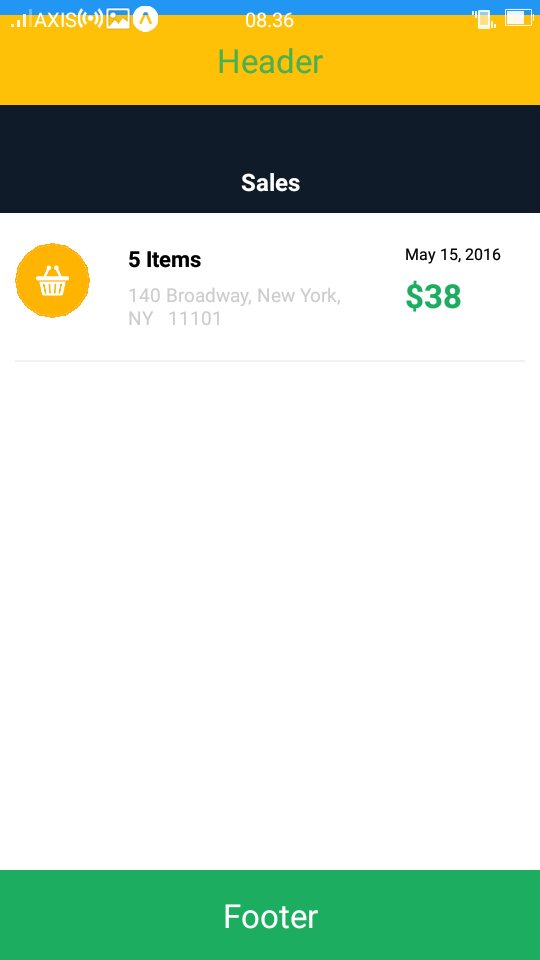 AXIS 08.36
Header
Sales
5 Items
May 15, 2016
140 Broadway, New York,
NY 11101
$38
Footer